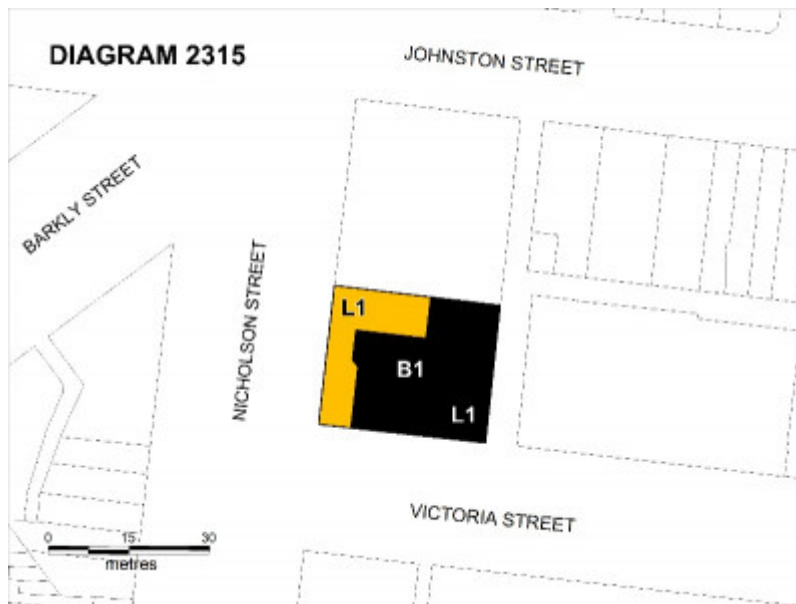 DIAGRAM 2315
JOHNSTON STREET
BARKLY STREET
NICHOLSON STREET
L1
B1
L1
VICTORIA STREET
0 15 30
metres